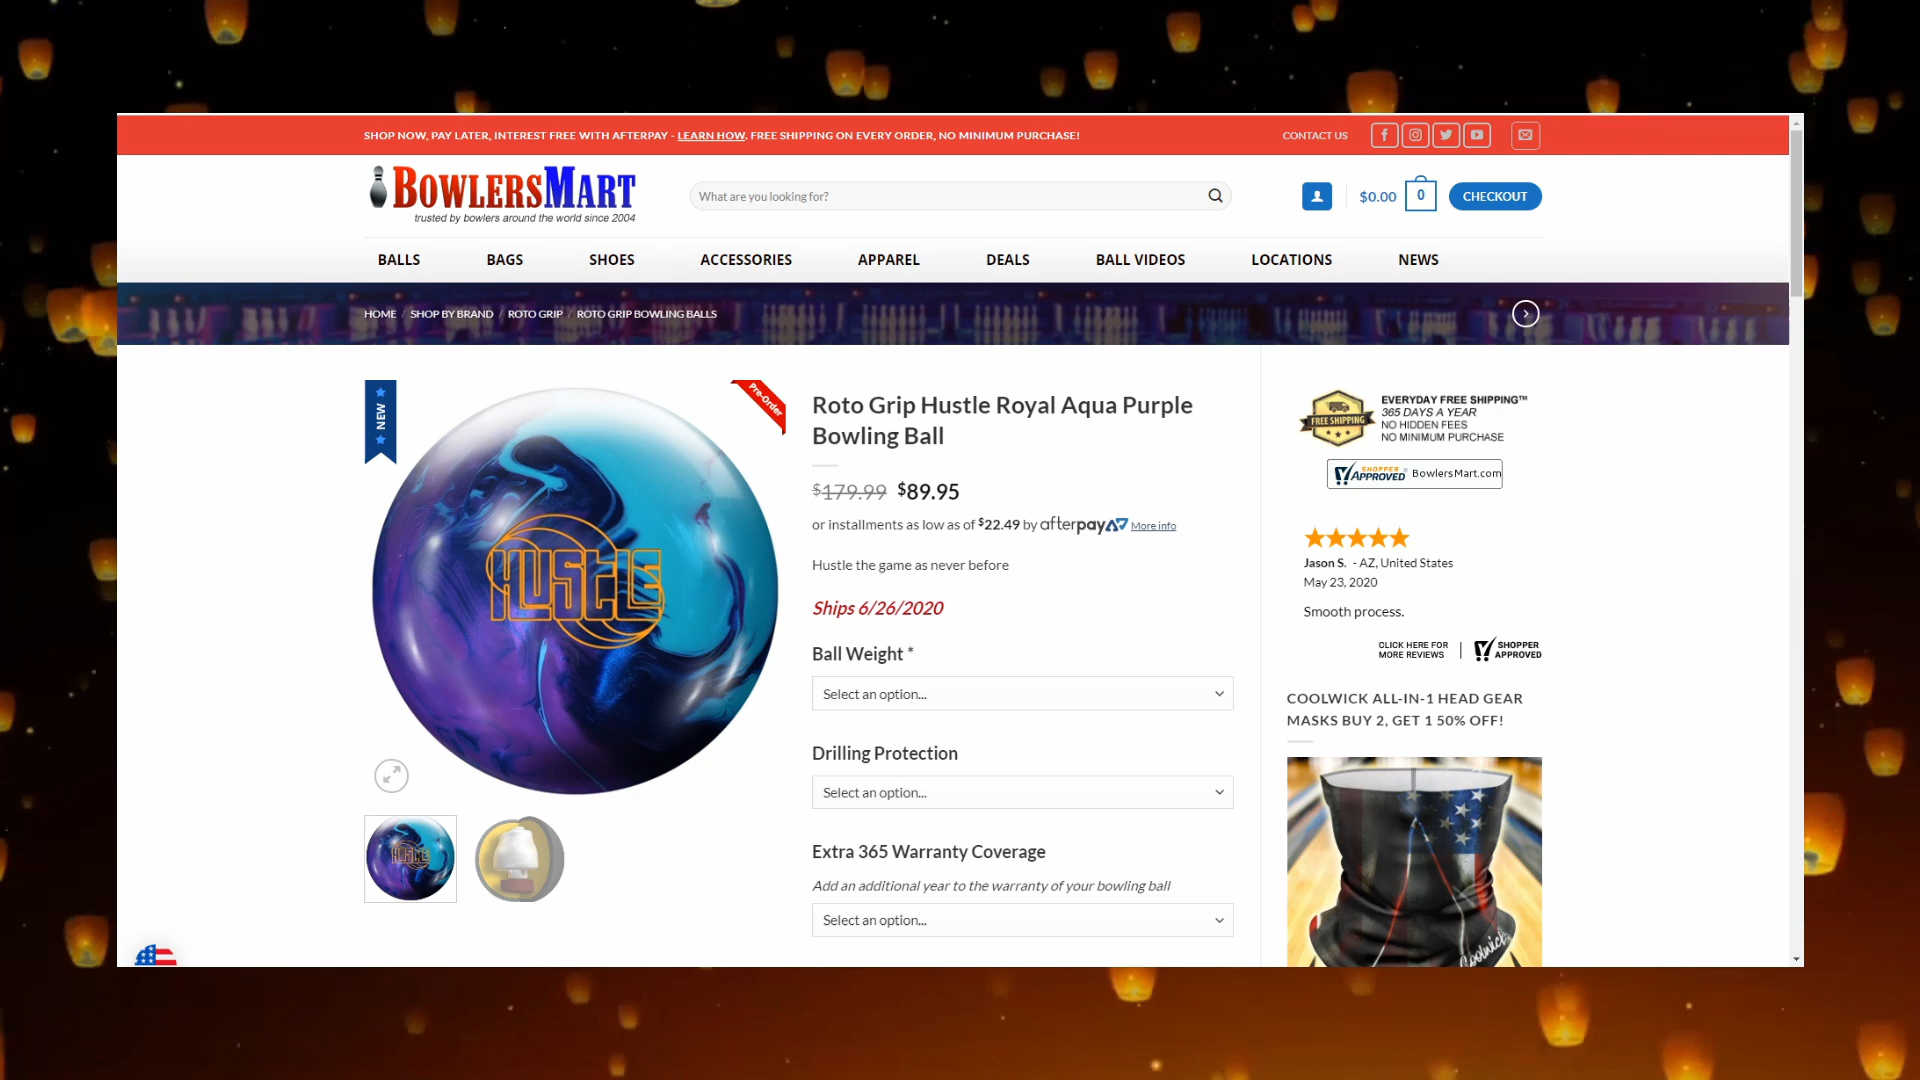 SHOP NOW, PAY LATER, INTEREST FREE WITH AFTERPAY - LEARN HOW. FREE SHIPPING ON EVERY ORDER, NO MINIMUM PURCHASE!
CONTACT US
BOWLERSMART
trusted by bowlers around the world since 2004
What are you looking for?
$0.00
0
CHECKOUT
BALLS
BAGS
SHOES
ACCESSORIES
APPAREL
DEALS
BALL VIDEOS
LOCATIONS
NEWS
HOME / SHOP BY BRAND / ROTO GRIP / ROTO GRIP BOWLING BALLS
NEW
Pre-Order
HUSTLE
HUSTLE
Roto Grip Hustle Royal Aqua Purple
Bowling Ball
$179.99 $89.95
or installments as low as of $22.49 by afterpay More info
Hustle the game as never before
Ships 6/26/2020
Ball Weight *
Select an option...
Drilling Protection
Select an option...
Extra 365 Warranty Coverage
Add an additional year to the warranty of your bowling ball
Select an option...
FREE SHIPPING
EVERYDAY FREE SHIPPING™
365 DAYS A YEAR
NO HIDDEN FEES
NO MINIMUM PURCHASE
SHOPPER APPROVED BowlersMart.com
Jason S. - AZ, United States
May 23, 2020
Smooth process.
CLICK HERE FOR
MORE REVIEWS
SHOPPER
APPROVED
COOLWICK ALL-IN-1 HEAD GEAR
MASKS BUY 2, GET 1 50% OFF!
Coolwick